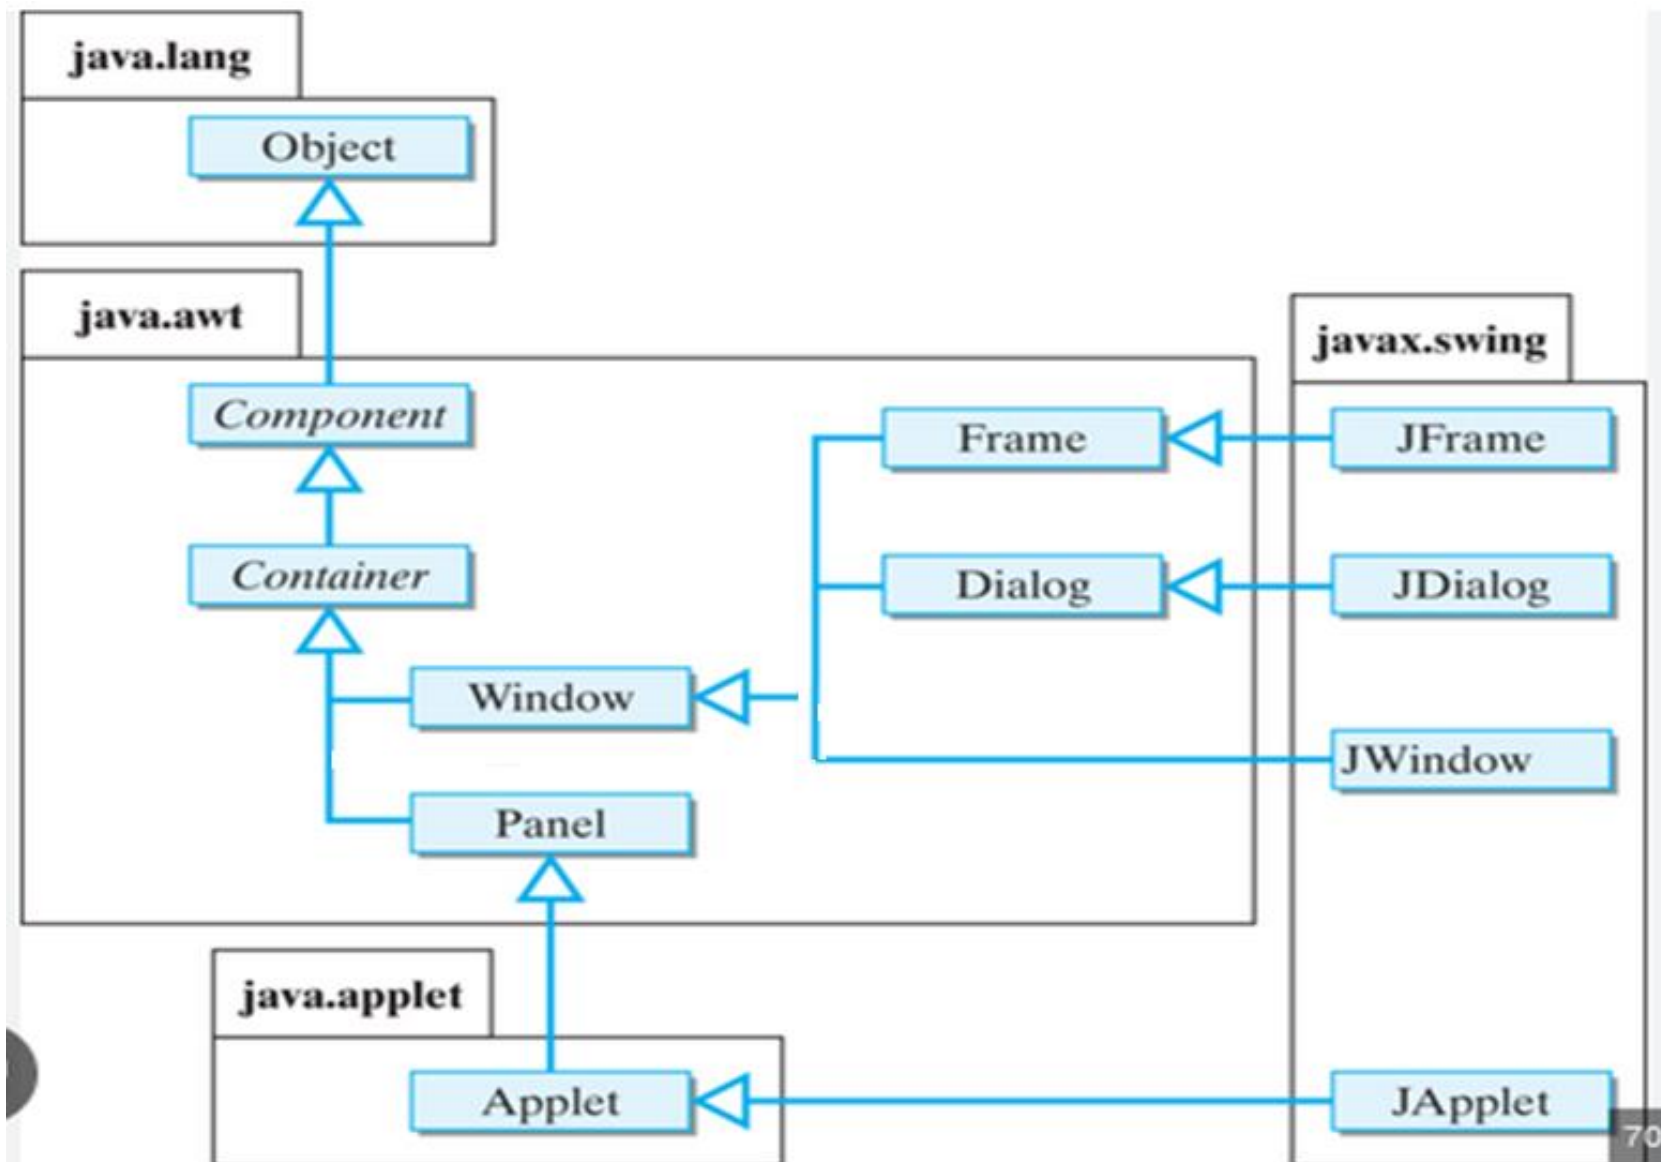 java.lang
Object
java.awt
javax.swing
Component
Frame
JFrame
Container
Dialog
JDialog
Window
JWindow
Panel
java.applet
Applet
JApplet
70